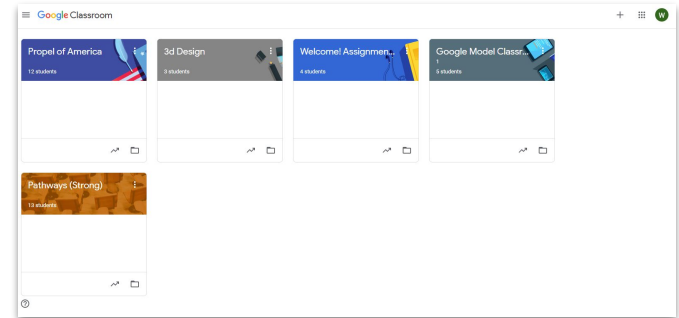 Google Classroom
W
Propel of America
12 students
3d Design
3 students
Welcome! Assignmen...
4 students
Google Model Classr...
1
5 students
Pathways (Strong)
13 students